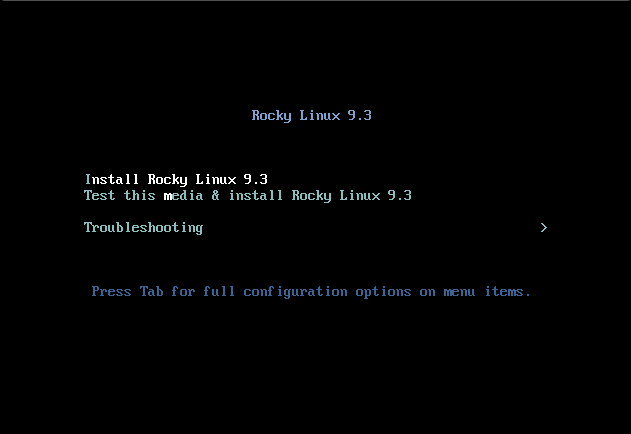 Rocky Linux 9.3
Install Rocky Linux 9.3
Test this media & install Rocky Linux 9.3
Troubleshooting >
Press Tab for full configuration options on menu items.